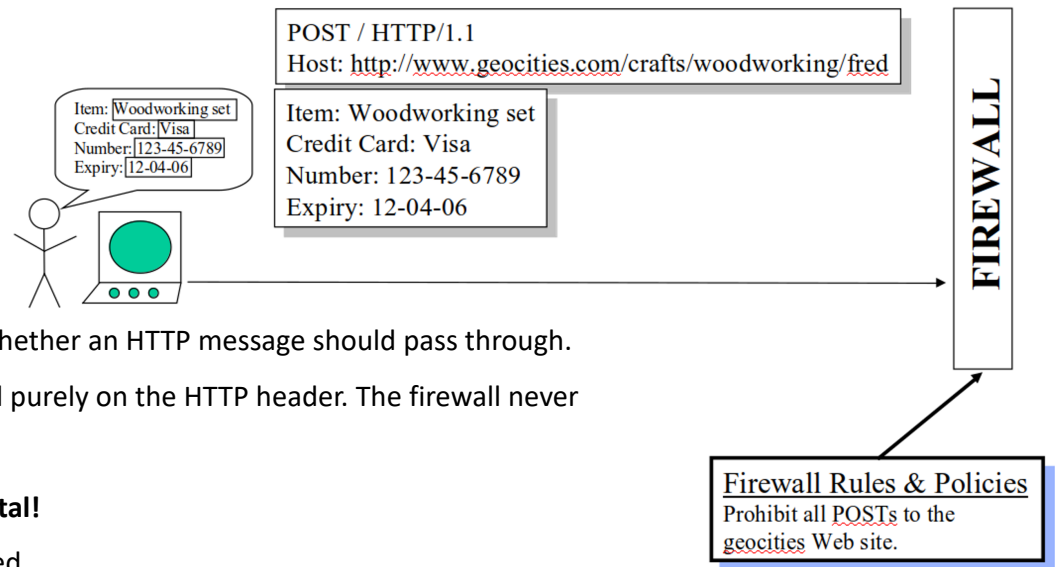 POST / HTTP/1.1
Host: http://www.geocities.com/crafts/woodworking/fred
Item: Woodworking set
Credit Card: Visa
Number: 123-45-6789
Expiry: 12-04-06
Item: Woodworking set
Credit Card: Visa
Number: 123-45-6789
Expiry: 12-04-06
FIREWALL
hether an HTTP message should pass through.
purely on the HTTP header. The firewall never
tal!
ed
Firewall Rules & Policies
Prohibit all POSTs to the
geocities Web site.